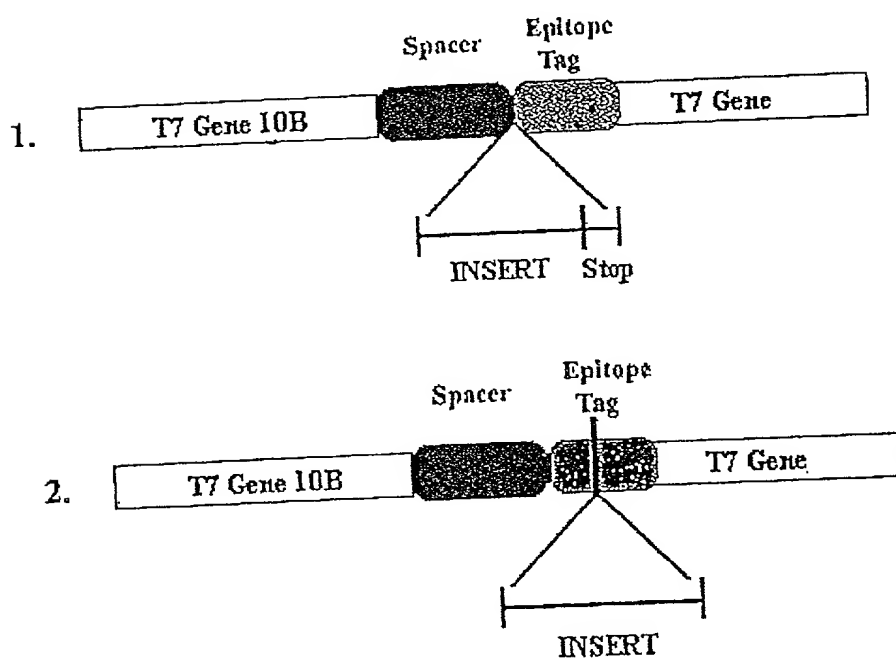 Spacer
Epitope
Tag
1.
T7 Gene 10B
T7 Gene
INSERT
Stop
Spacer
Epitope
Tag
2.
T7 Gene 10B
T7 Gene
INSERT